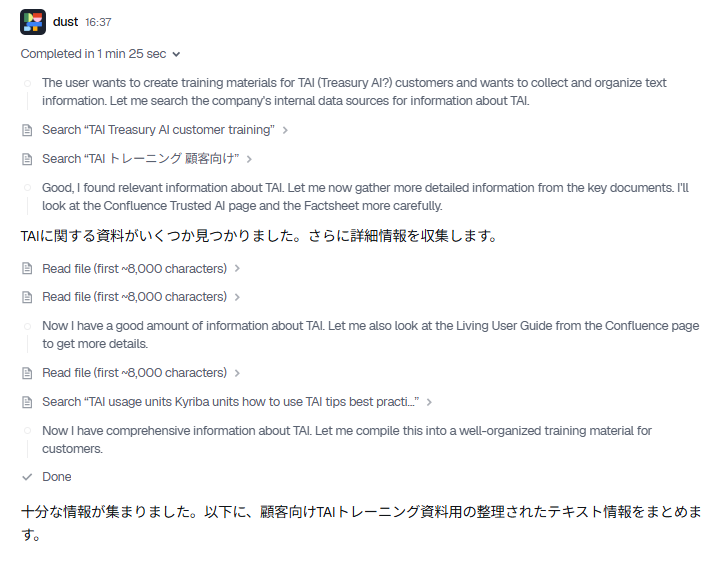 dust 16:37
Completed in 1 min 25 sec
The user wants to create training materials for TAI (Treasury AI?) customers and wants to collect and organize text
information. Let me search the company's internal data sources for information about TAI.
Search “TAI Treasury AI customer training”
Search “TAI トレーニング 顧客向け”
Good, I found relevant information about TAI. Let me now gather more detailed information from the key documents. I'll
look at the Confluence Trusted AI page and the Factsheet more carefully.
TAIに関する資料がいくつか見つかりました。さらに詳細情報を収集します。
Read file (first ~8,000 characters)
Read file (first ~8,000 characters)
Now I have a good amount of information about TAI. Let me also look at the Living User Guide from the Confluence page
to get more details.
Read file (first ~8,000 characters)
Search “TAI usage units Kyriba units how to use TAI tips best practi...”
Now I have comprehensive information about TAI. Let me compile this into a well-organized training material for
customers.
Done
十分な情報が集まりました。以下に、顧客向けTAIトレーニング資料用の整理されたテキスト情報をまとめま
す。